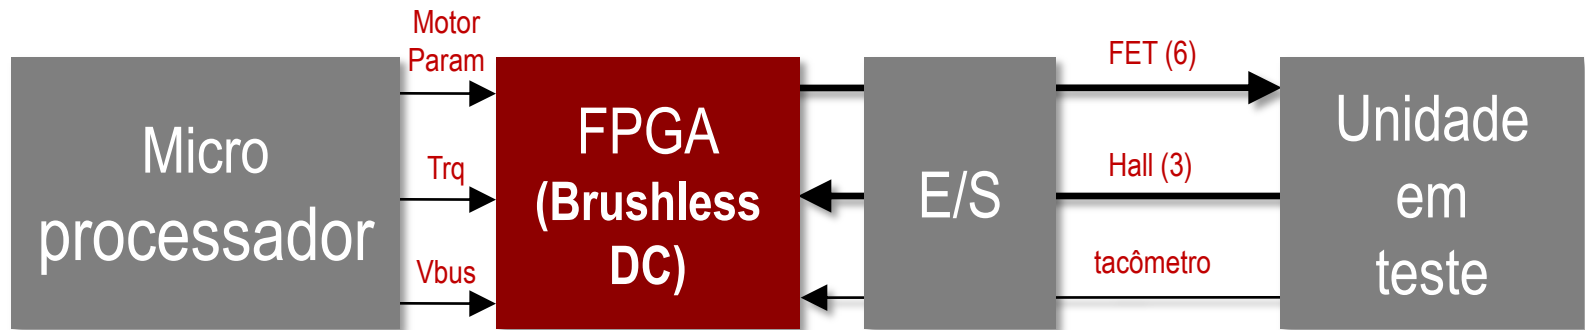 Motor
Param
Micro
processador
Trq
Vbus
FPGA
(Brushless
DC)
E/S
FET (6)
Hall (3)
tacômetro
Unidade
em
teste